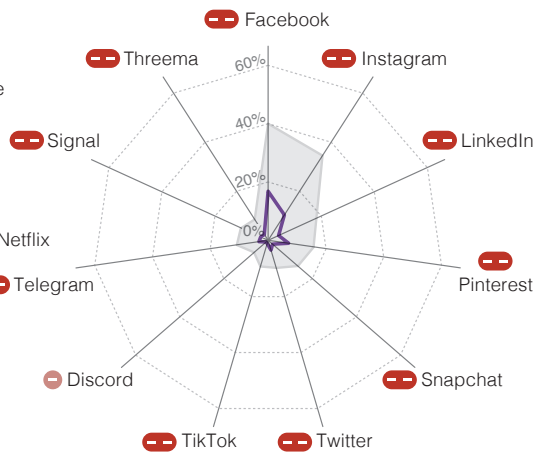 Facebook
Threema
Instagram
60%
e
40%
Signal
LinkedIn
20%
0%
Netflix
Telegram
Pinterest
Discord
Snapchat
TikTok
Twitter